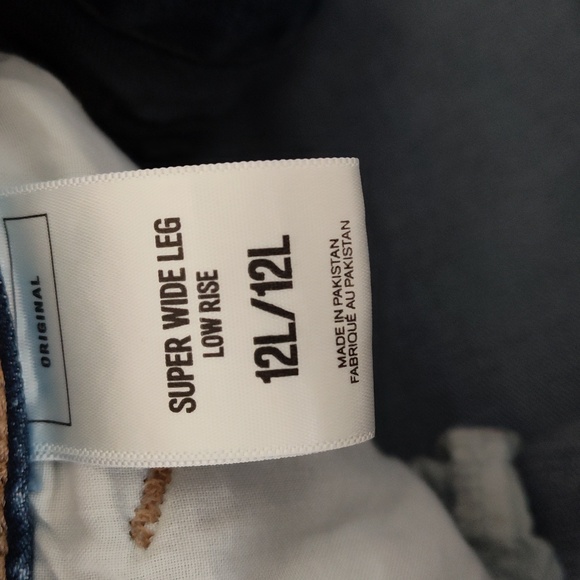 ORIGINAL
SUPER WIDE LEG
LOW RISE
12L/12L
MADE IN PAKISTAN
FABRIQUÉ AU PAKISTAN